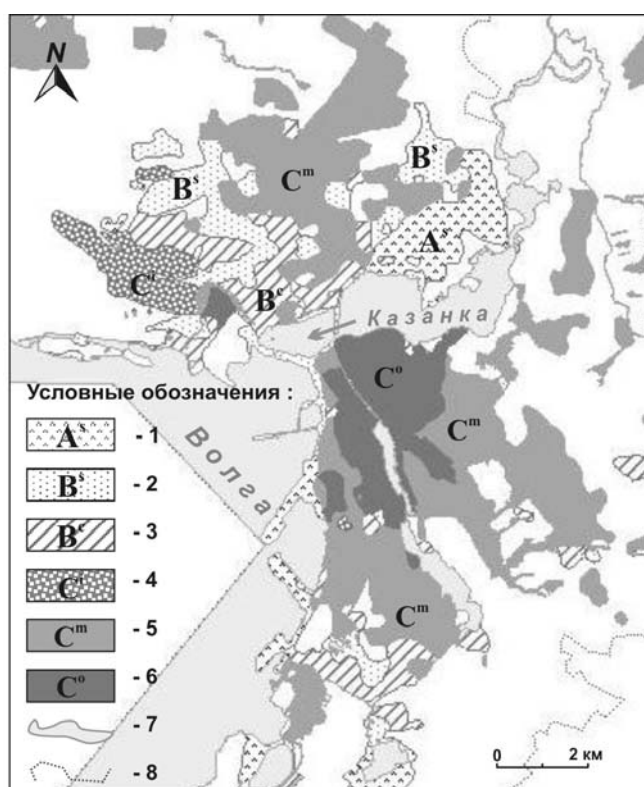 N
Bˢ
Bˢ
Cᵐ
Aˢ
Cᵗ
Bᶜ
Казанка
Cᵒ
Cᵐ
Условные обозначения :
Волга
Aˢ - 1
Bˢ - 2
Bᶜ - 3
Cᵗ - 4
Cᵐ - 5
Cᵐ
Cᵒ - 6
- 7
- 8
0 2 км